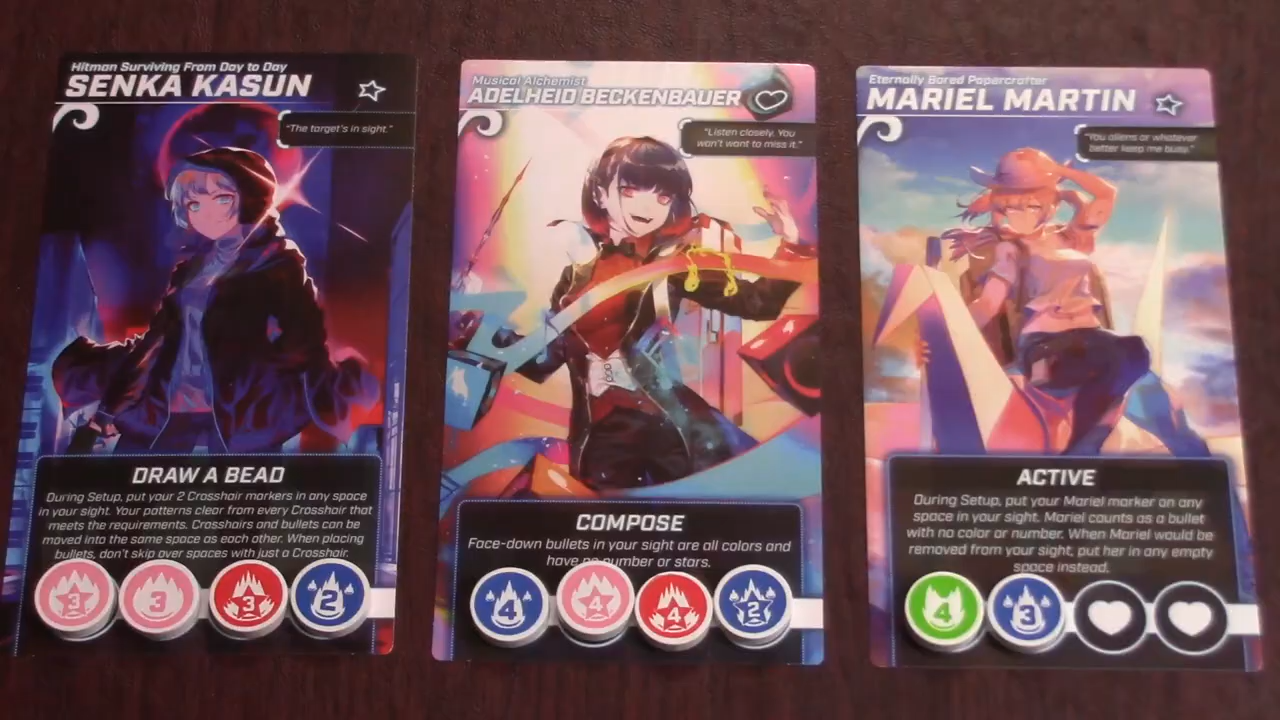 Hitman Surviving From Day to Day
SENKA KASUN
"The target's in sight."
DRAW A BEAD
During Setup, put your 2 Crosshair markers in any space
in your sight. Your patterns clear from every Crosshair that
meets the requirements. Crosshairs and bullets can be
moved into the same space as each other. When placing
bullets, don't skip over spaces with just a Crosshair.
3
3
3
2
Musical Alchemist
ADELHEID BECKENBAUER
"Listen closely. You
won't want to miss it."
COMPOSE
Face-down bullets in your sight are all colors and
have no number or stars.
4
4
4
2
Eternally Bored Papercrafter
MARIEL MARTIN
"You aliens or whatever
better keep me busy."
ACTIVE
During Setup, put your Mariel marker on any
space in your sight. Mariel counts as a bullet
with no color or number. When Mariel would be
removed from your sight, put her in any empty
space instead.
4
3